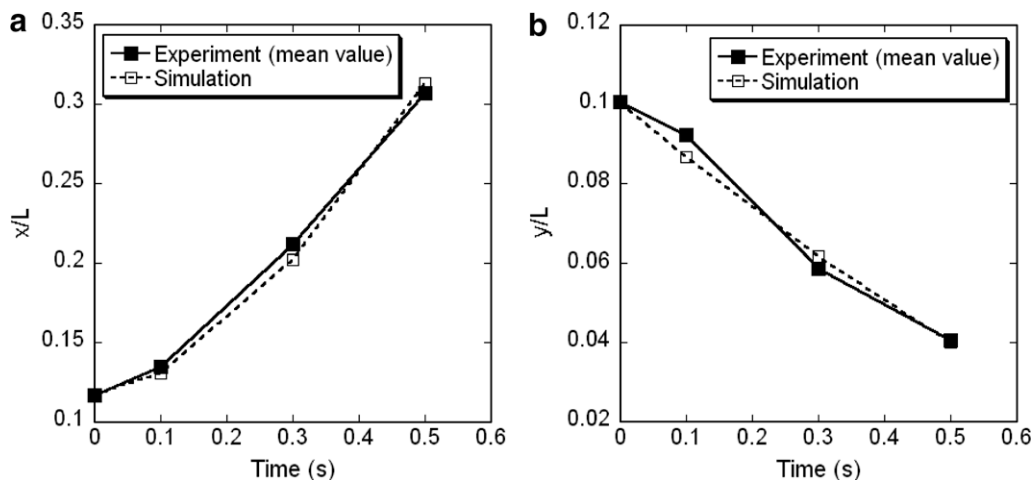 a
0.35
0.3
0.25
0.2
0.15
0.1
x/L
Experiment (mean value)
Simulation
0 0.1 0.2 0.3 0.4 0.5 0.6
Time (s)
b
0.12
0.1
0.08
0.06
0.04
0.02
y/L
Experiment (mean value)
Simulation
0 0.1 0.2 0.3 0.4 0.5 0.6
Time (s)